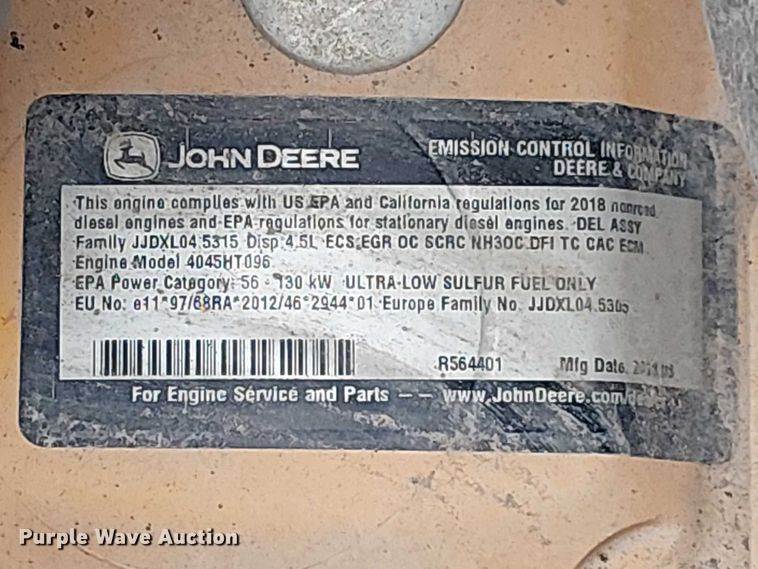 JOHN DEERE
EMISSION CONTROL INFORMATION
DEERE & COMPANY
This engine complies with US EPA and California regulations for 2018 nonroad
diesel engines and EPA regulations for stationary diesel engines. DEL ASSY
Family JJDXL04.5315 Disp 4.5L ECS EGR OC SCRC NH3OC DFI TC CAC ECM
Engine Model 4045HT096
EPA Power Category: 56 - 130 kW ULTRA-LOW SULFUR FUEL ONLY
EU No: e11*97/68RA*2012/46*2944*01 Europe Family No. JJDXL04.5305
R564401 Mfg Date.
For Engine Service and Parts – – www.JohnDeere.com/
Purple Wave Auction